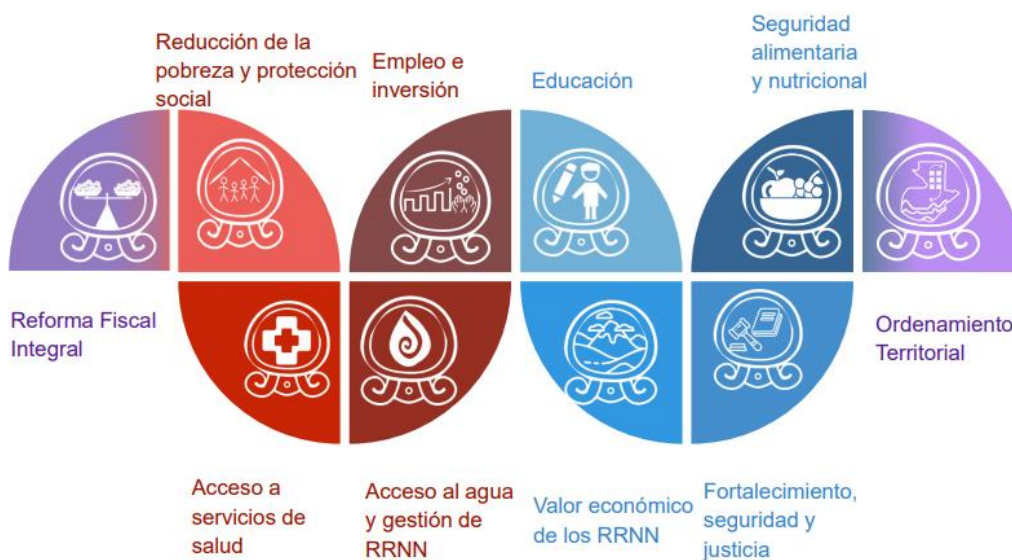 Reducción de la
pobreza y protección
social
Empleo e
inversión
Educación
Seguridad
alimentaria
y nutricional
Reforma Fiscal
Integral
Ordenamiento
Territorial
Acceso a
servicios de
salud
Acceso al agua
y gestión de
RRNN
Valor económico
de los RRNN
Fortalecimiento,
seguridad y
justicia